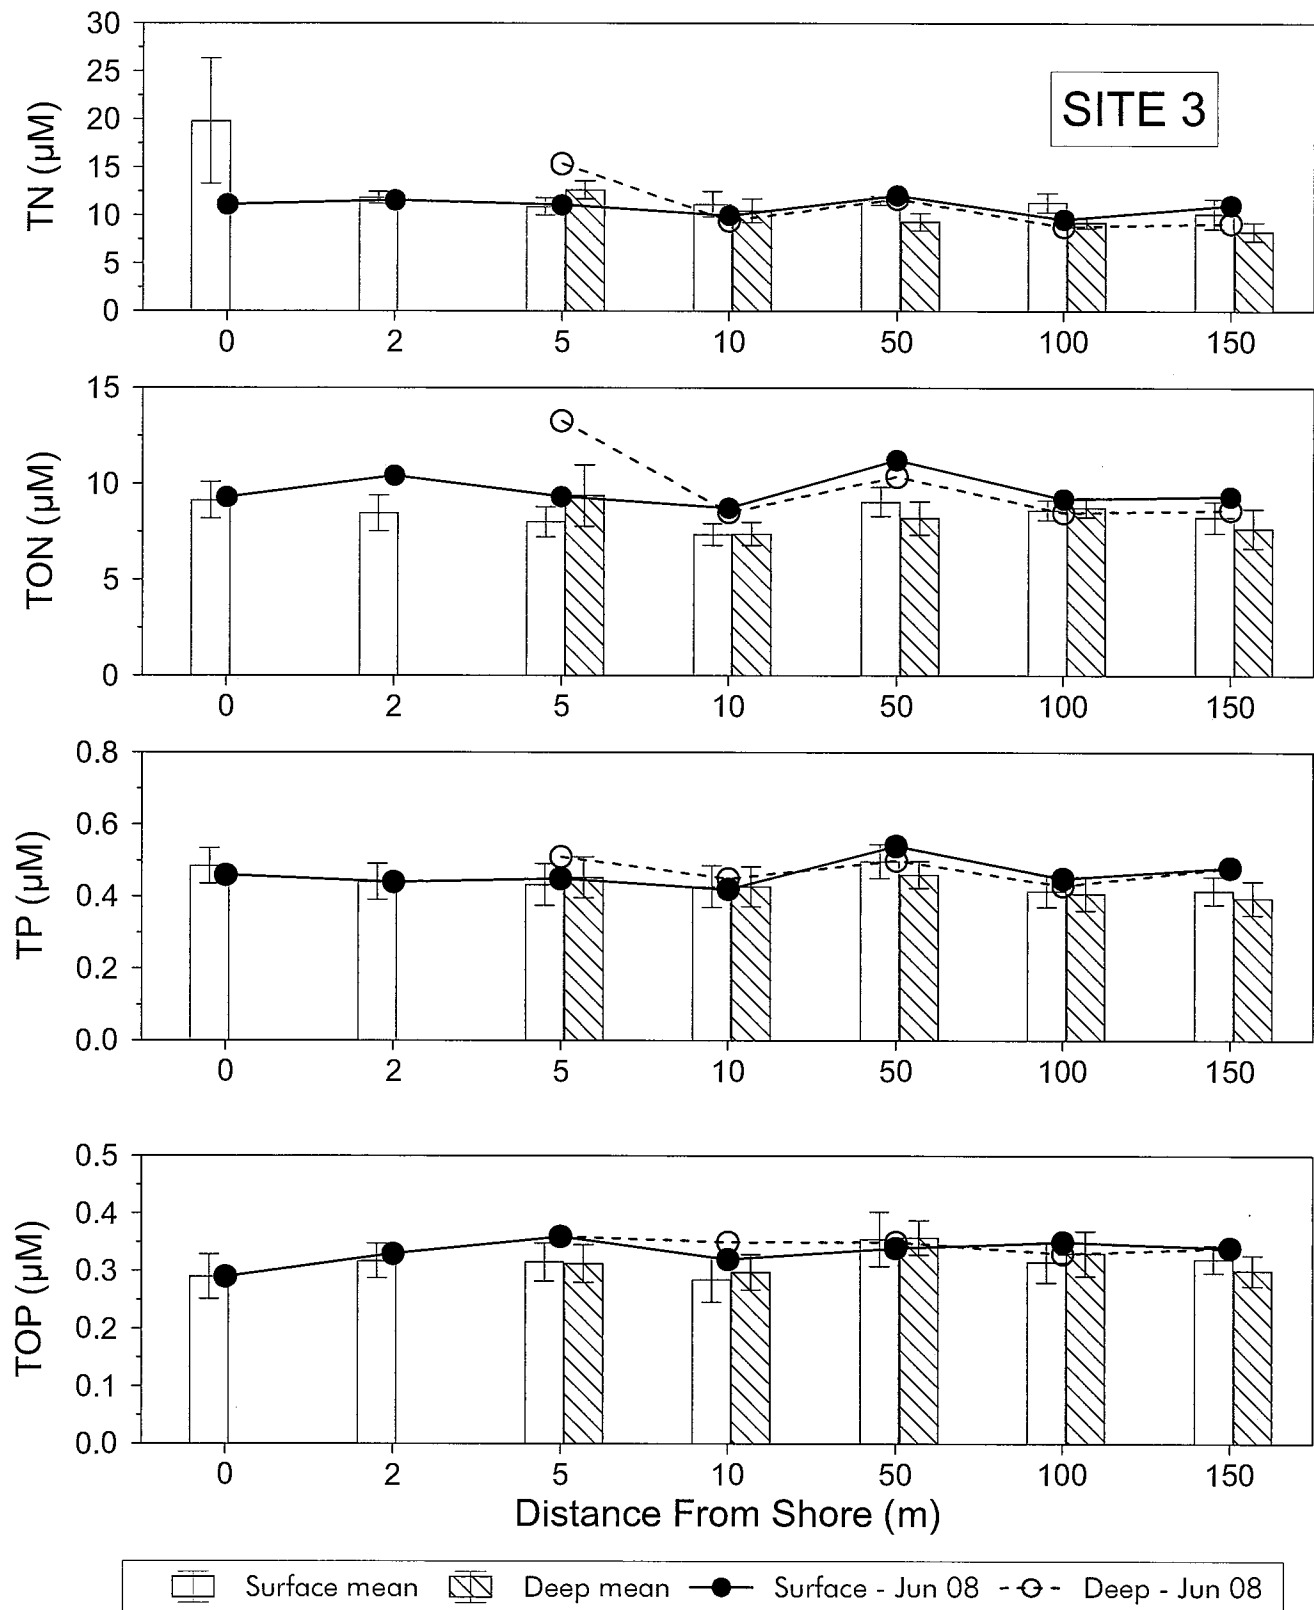 30
25
20
15
10
5
0
TN (µM)
SITE 3
0 2 5 10 50 100 150
15
10
5
0
TON (µM)
0 2 5 10 50 100 150
0.8
0.6
0.4
0.2
0.0
TP (µM)
0 2 5 10 50 100 150
0.5
0.4
0.3
0.2
0.1
0.0
TOP (µM)
0 2 5 10 50 100 150
Distance From Shore (m)
Surface mean Deep mean Surface - Jun 08 Deep - Jun 08